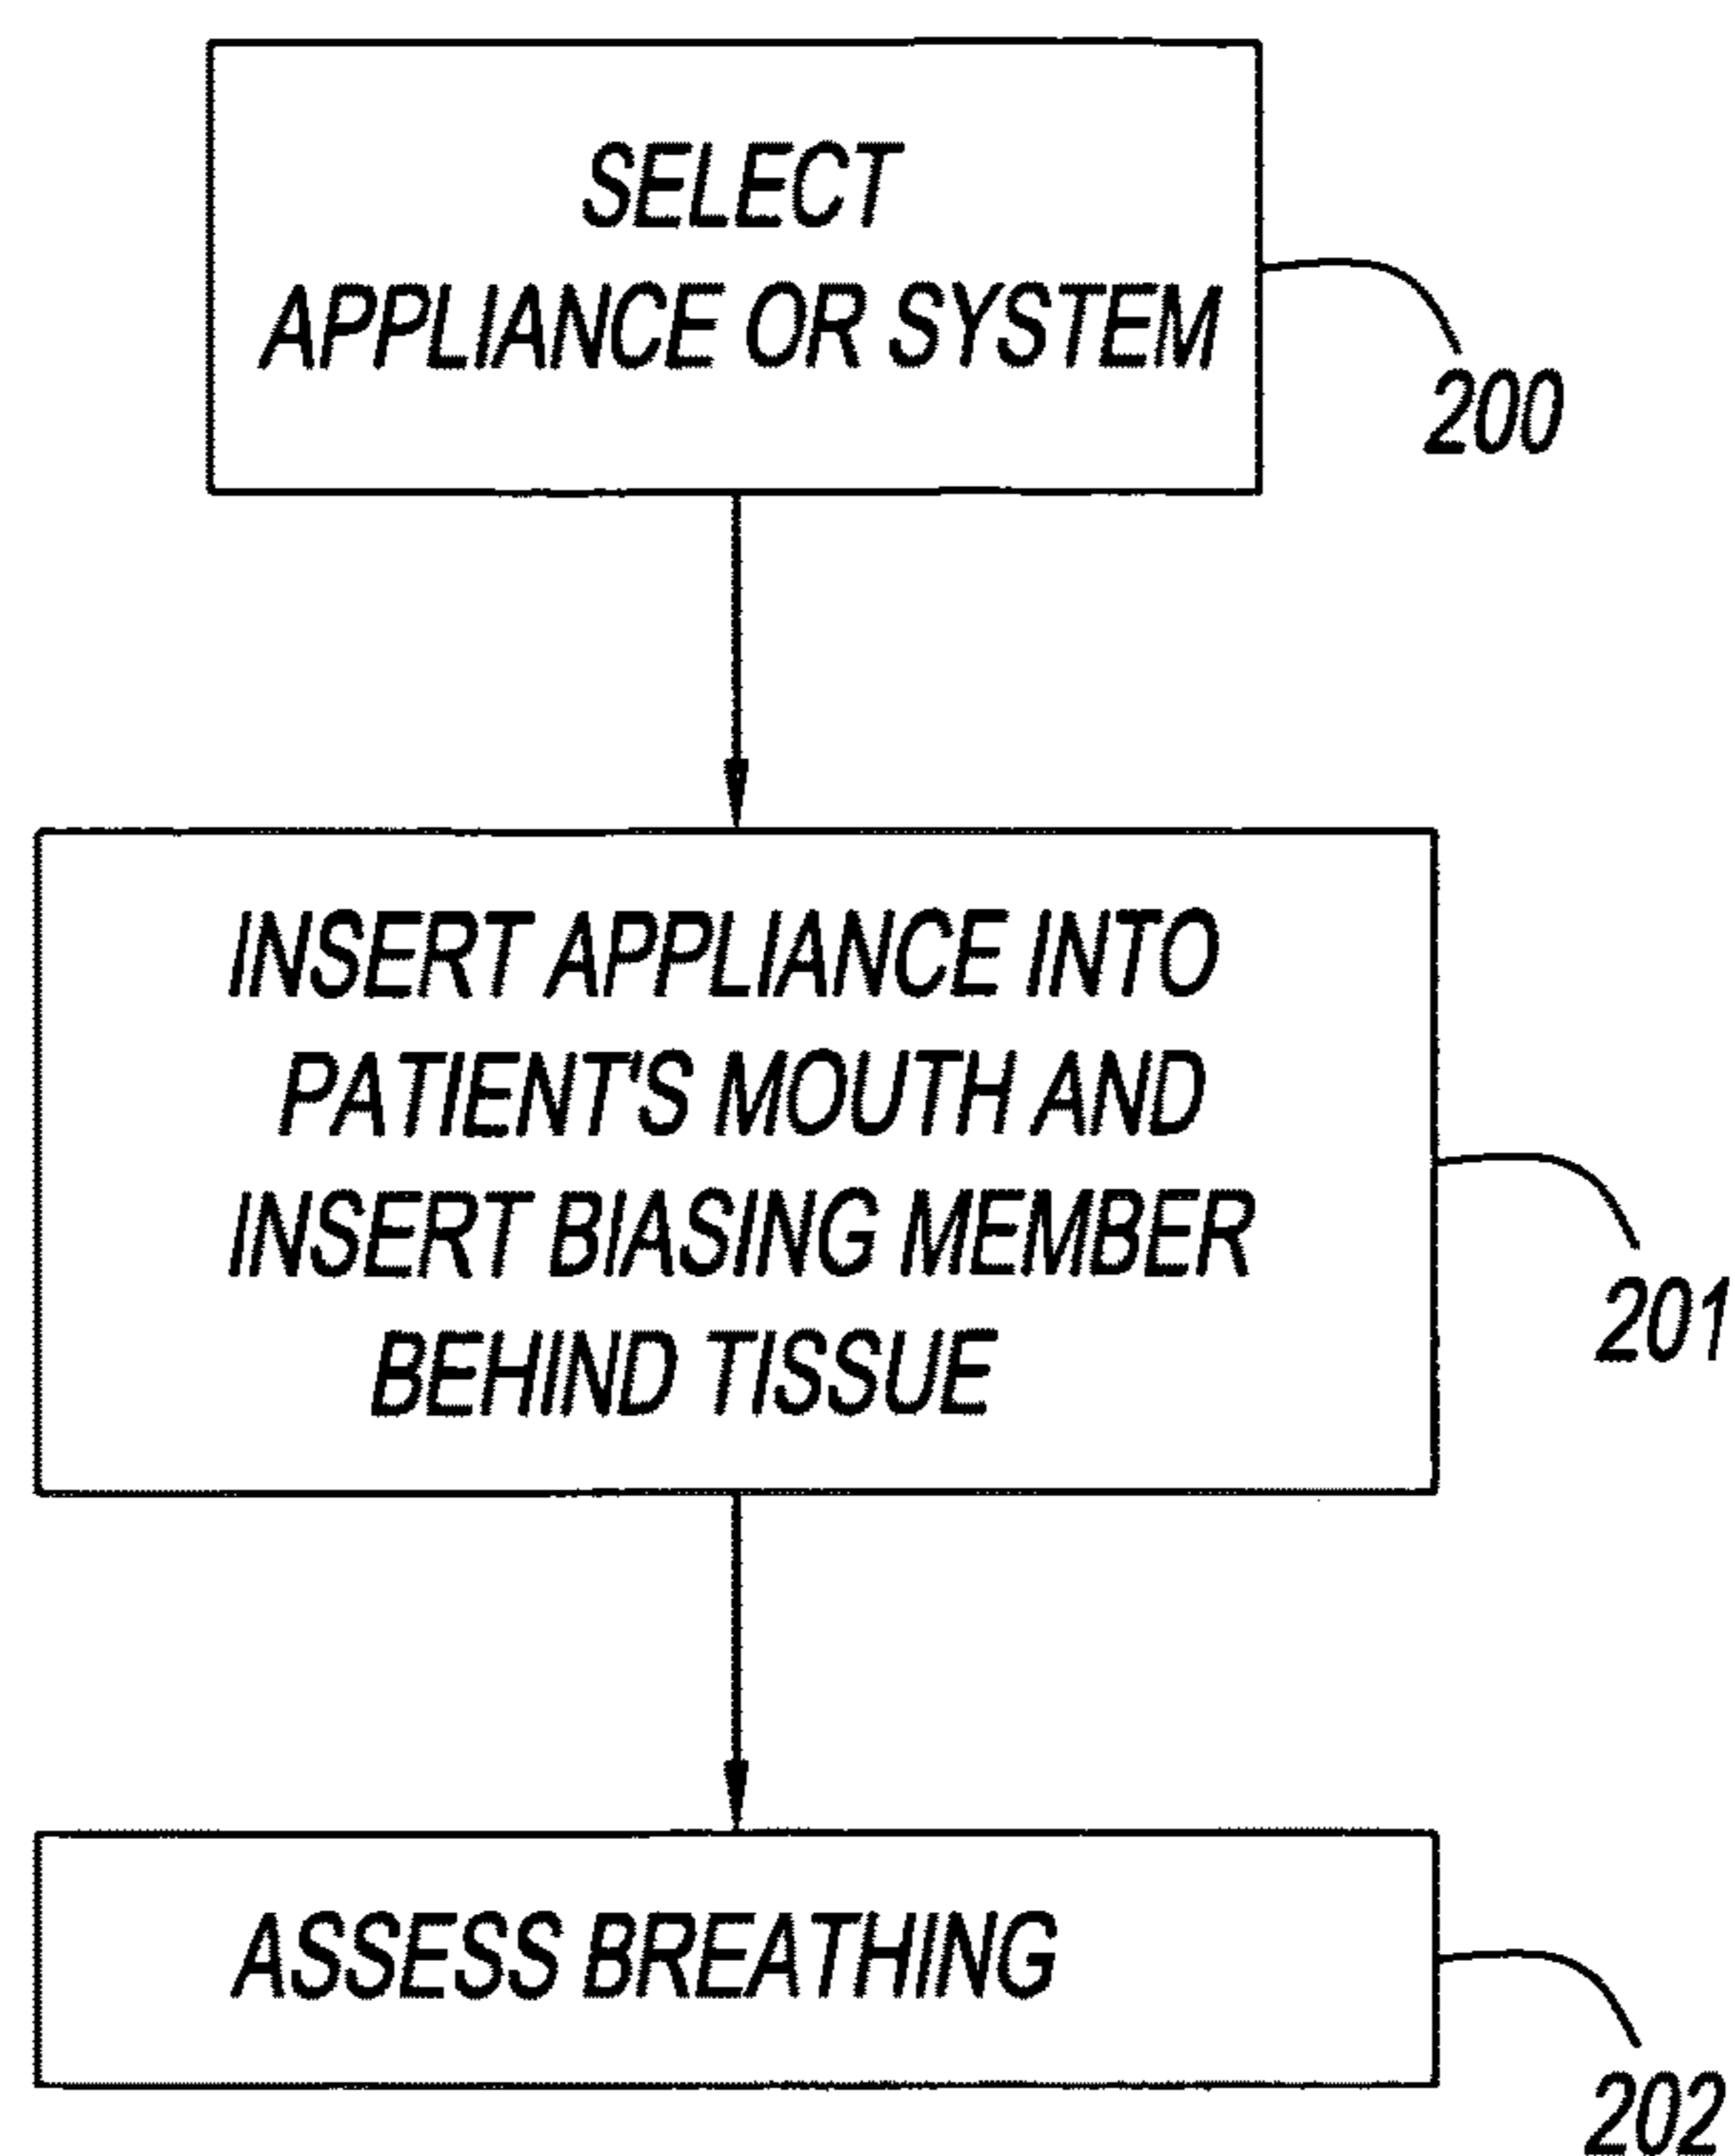 SELECT
APPLIANCE OR SYSTEM
200
INSERT APPLIANCE INTO
PATIENT'S MOUTH AND
INSERT BIASING MEMBER
BEHIND TISSUE
201
ASSESS BREATHING
202